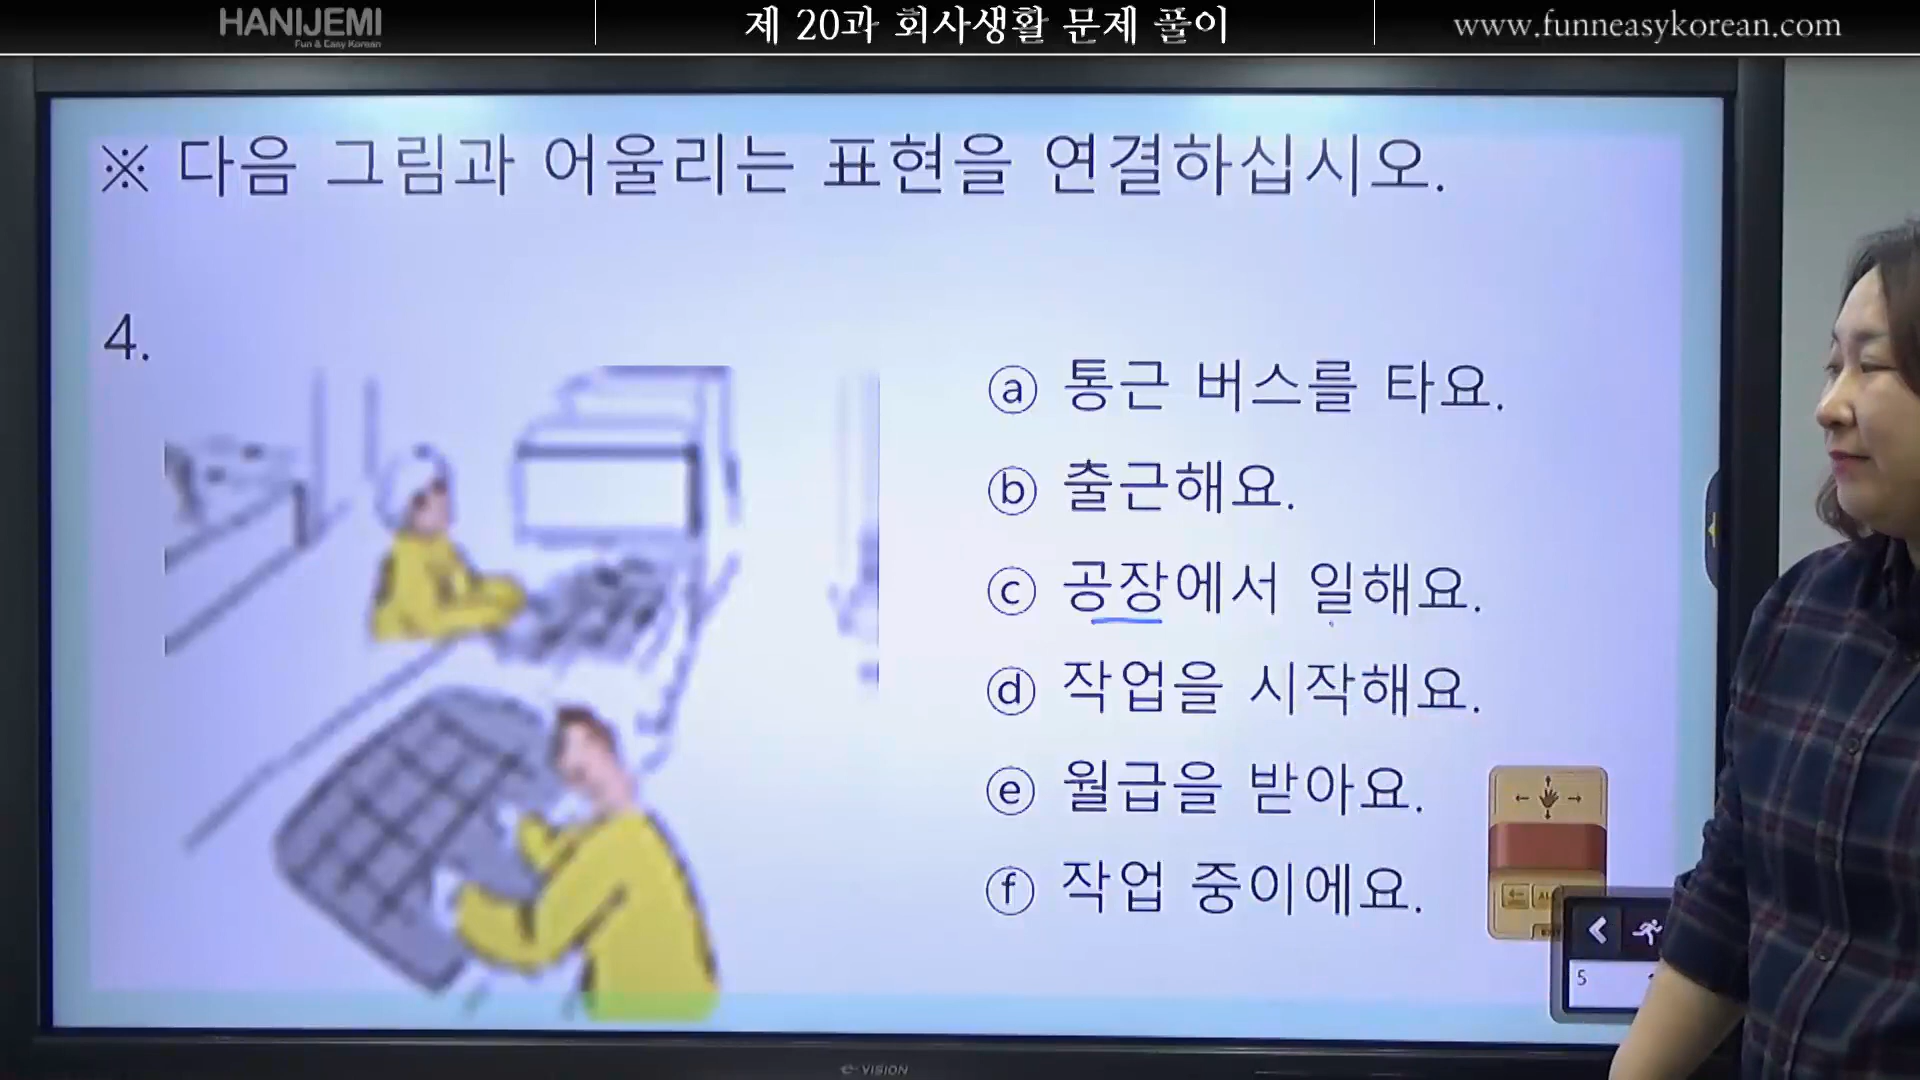 HANIJEMI
Fun & Easy Korean
제 20과 회사생활 문제 풀이
www.funneasykorean.com
※ 다음 그림과 어울리는 표현을 연결하십시오.
4.
ⓐ 통근 버스를 타요.
ⓑ 출근해요.
ⓒ 공장에서 일해요.
ⓓ 작업을 시작해요.
ⓔ 월급을 받아요.
ⓕ 작업 중이에요.
5
e-VISION